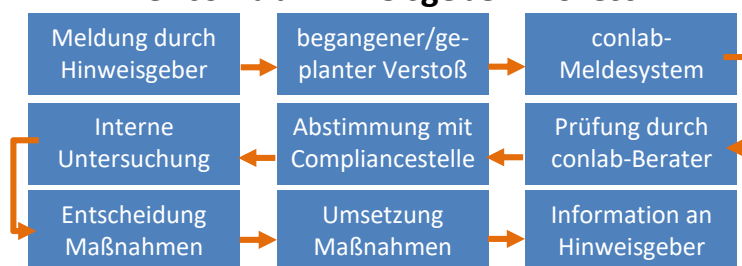 Meldung durch
Hinweisgeber
begangener/ge-
planter Verstoß
conlab-
Meldesystem
Prüfung durch
conlab-Berater
Abstimmung mit
Compliancestelle
Interne
Untersuchung
Entscheidung
Maßnahmen
Umsetzung
Maßnahmen
Information an
Hinweisgeber